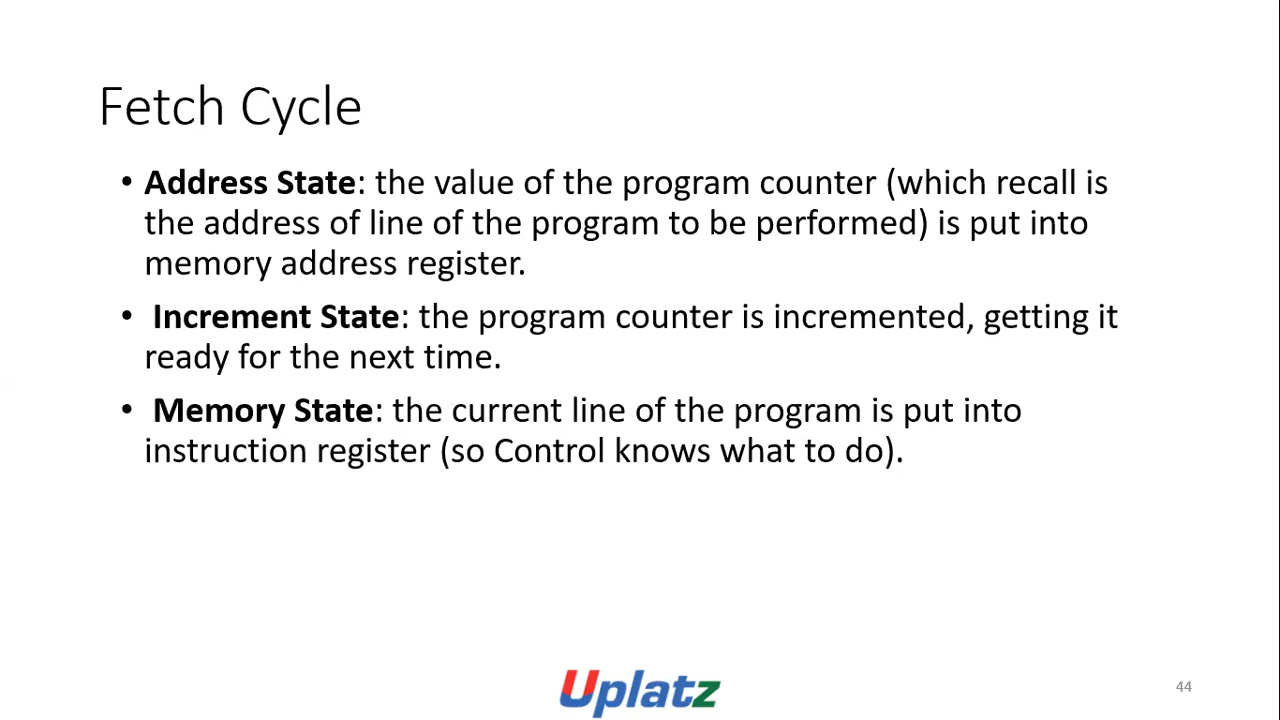 Fetch Cycle
• Address State: the value of the program counter (which recall is
the address of line of the program to be performed) is put into
memory address register.
• Increment State: the program counter is incremented, getting it
ready for the next time.
• Memory State: the current line of the program is put into
instruction register (so Control knows what to do).
Uplatz
44